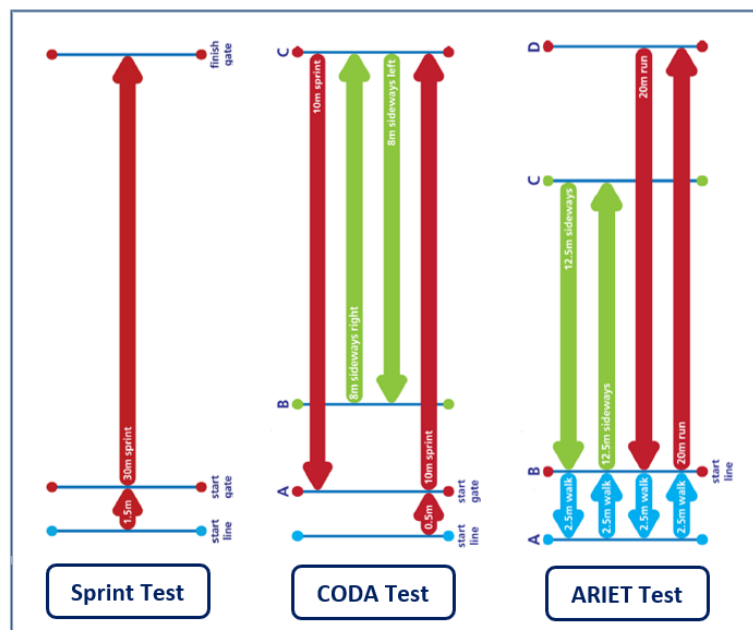 finish
gate
30m sprint
start
gate
1.5m
start
line
Sprint Test
C
10m sprint
8m sideways right
8m sideways left
10m sprint
B
A
start
gate
0.5m
start
line
CODA Test
D
20m run
20m run
C
12.5m sideways
12.5m sideways
B
start
line
2.5m walk
2.5m walk
2.5m walk
2.5m walk
A
ARIET Test